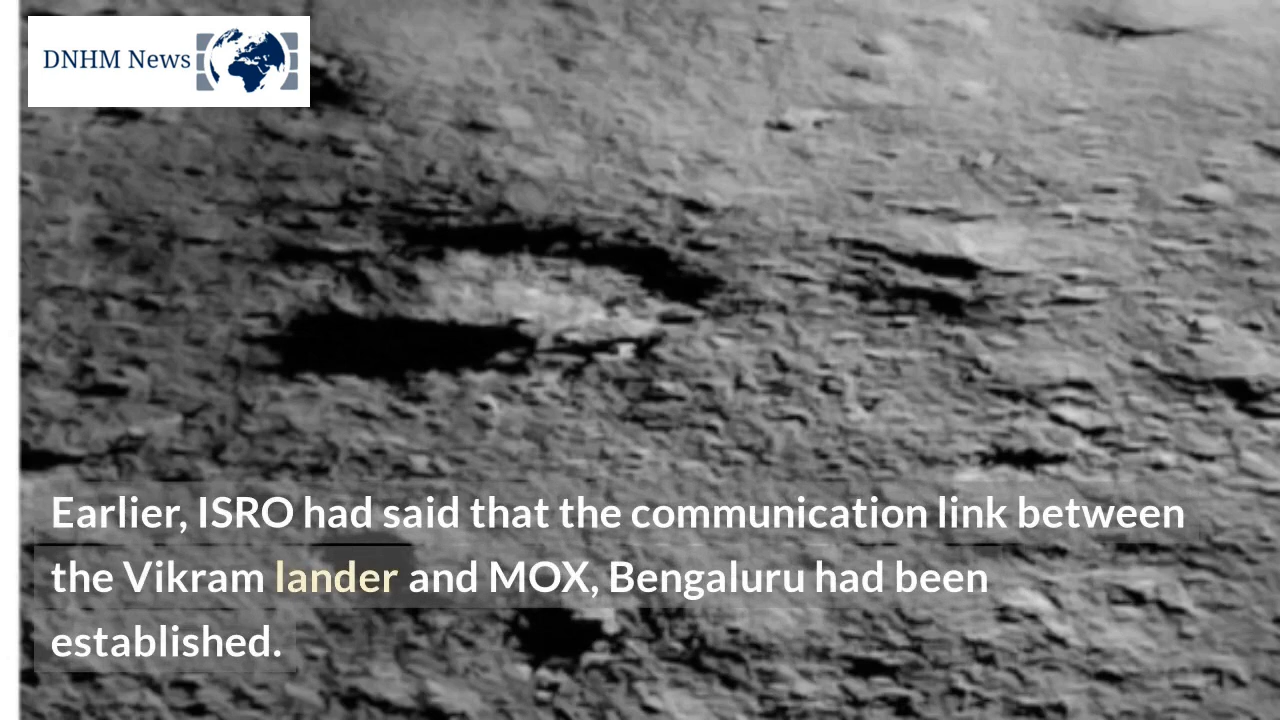 DNHM News
Earlier, ISRO had said that the communication link between
the Vikram lander and MOX, Bengaluru had been
established.